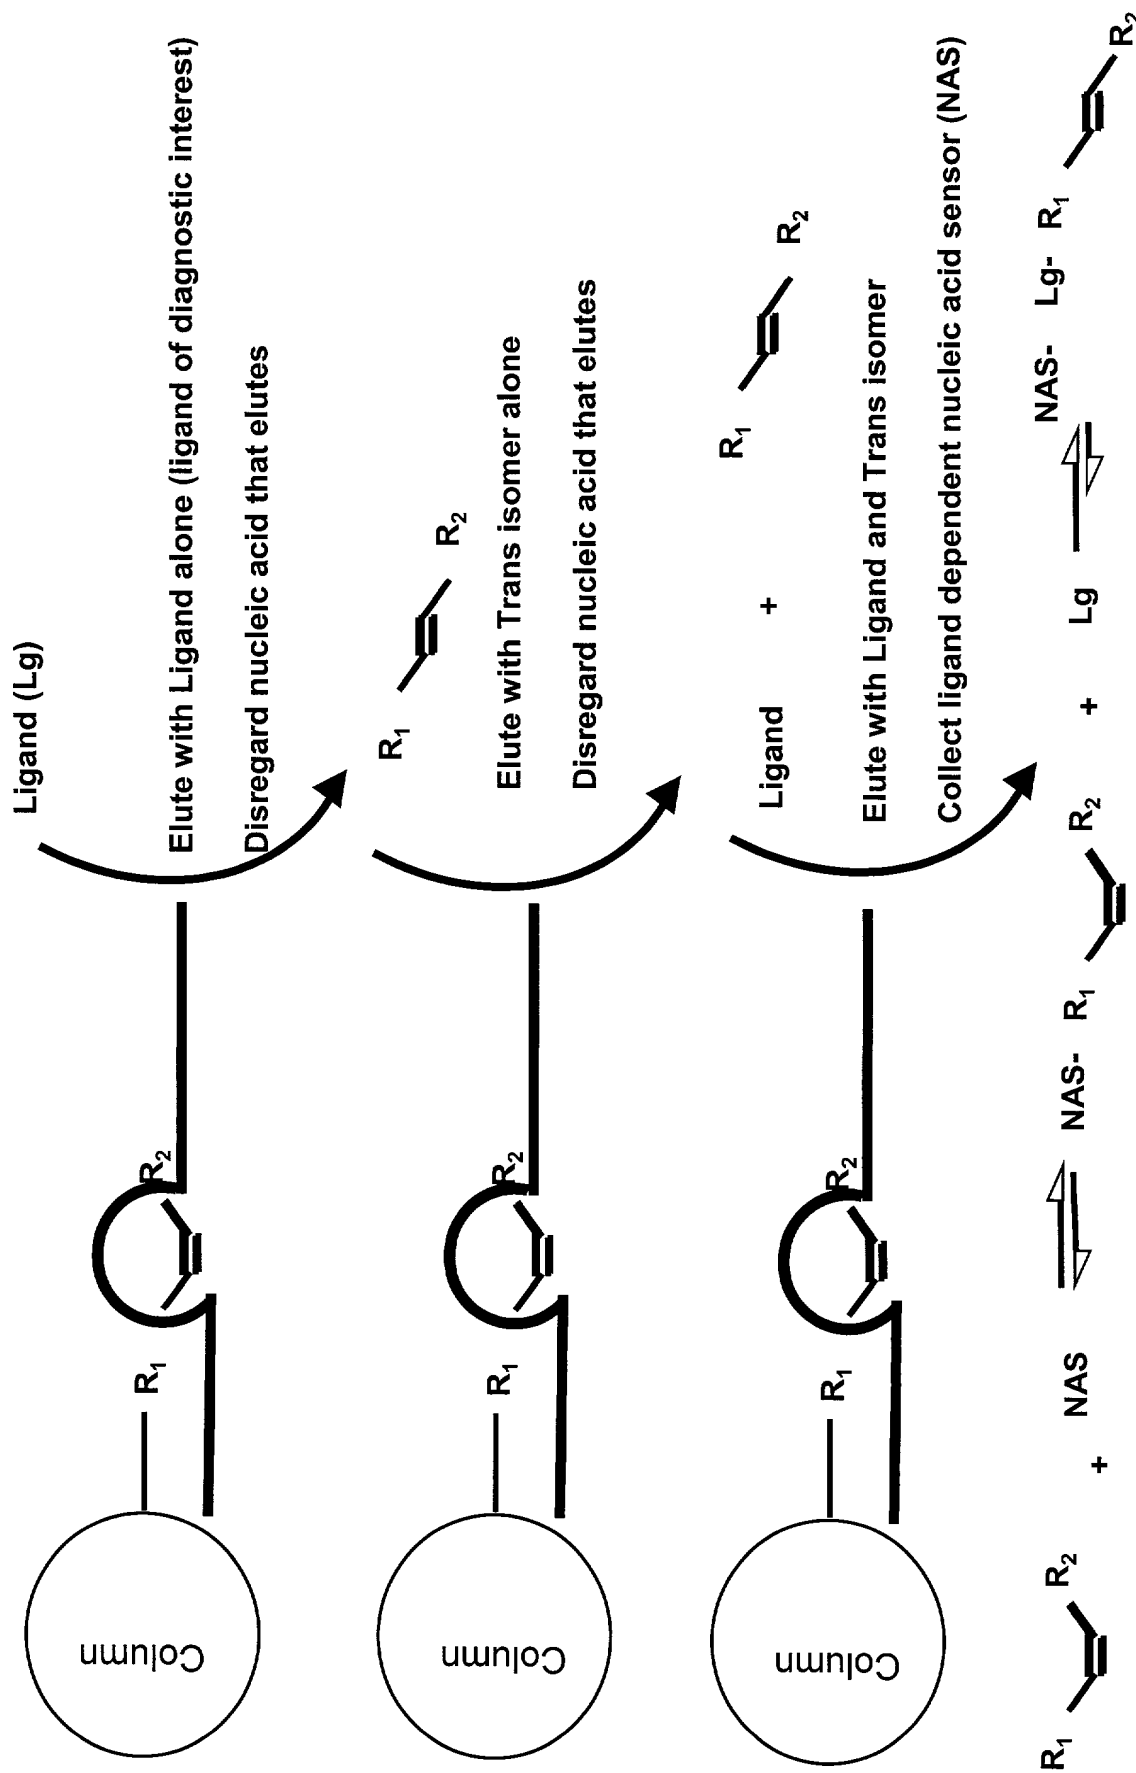 Ligand (Lg)
Elute with Ligand alone (ligand of diagnostic interest)
Disregard nucleic acid that elutes
Column
R1
R2
R1
R2
Elute with Trans isomer alone
Disregard nucleic acid that elutes
Column
R1
R2
Ligand + R1
R2
Elute with Ligand and Trans isomer
Collect ligand dependent nucleic acid sensor (NAS)
Column
R1
R2
R1 R2 + NAS NAS- R1 R2 + Lg NAS- Lg- R1 R2